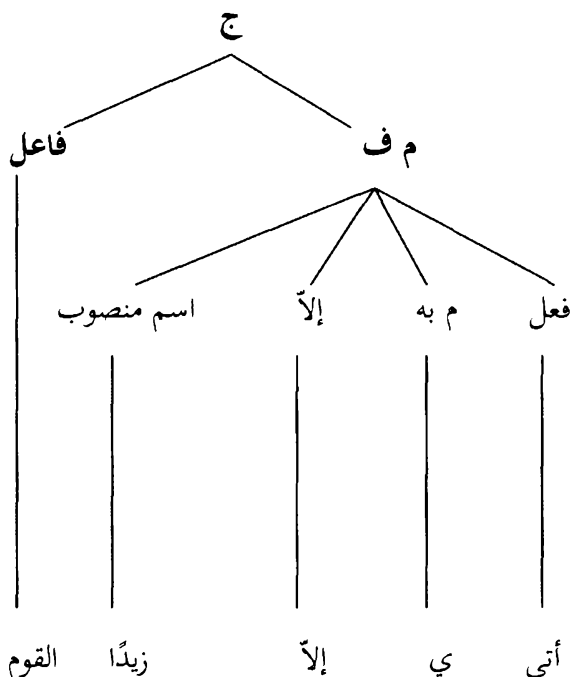 ج
م ف فاعل
فعل م به إلاّ اسم منصوب
أتى ي إلاّ زيدًا القوم